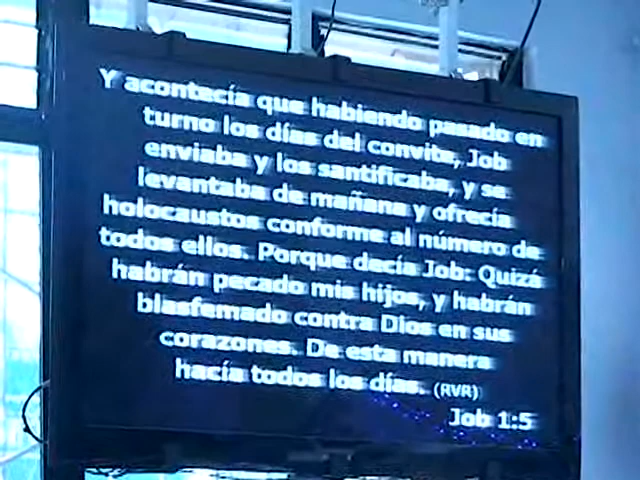 Y acontecía que habiendo pasado en
turno los días del convite, Job
enviaba y los santificaba, y se
levantaba de mañana y ofrecía
holocaustos conforme al número de
todos ellos. Porque decía Job: Quizá
habrán pecado mis hijos, y habrán
blasfemado contra Dios en sus
corazones. De esta manera
hacía todos los días. (RVR)
Job 1:5